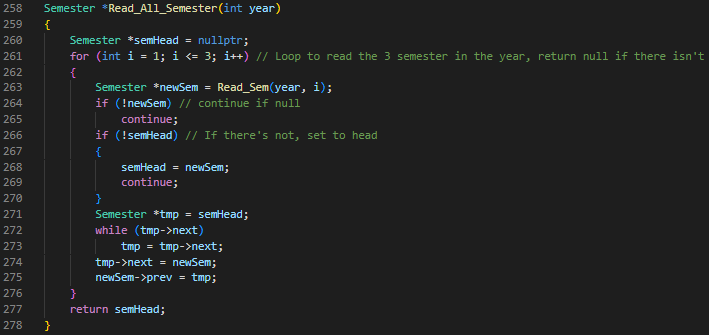 258 Semester *Read_All_Semester(int year)
259 {
260     Semester *semHead = nullptr;
261     for (int i = 1; i <= 3; i++) // Loop to read the 3 semester in the year, return null if there isn't
262     {
263         Semester *newSem = Read_Sem(year, i);
264         if (!newSem) // continue if null
265             continue;
266         if (!semHead) // If there's not, set to head
267         {
268             semHead = newSem;
269             continue;
270         }
271         Semester *tmp = semHead;
272         while (tmp->next)
273             tmp = tmp->next;
274         tmp->next = newSem;
275         newSem->prev = tmp;
276     }
277     return semHead;
278 }